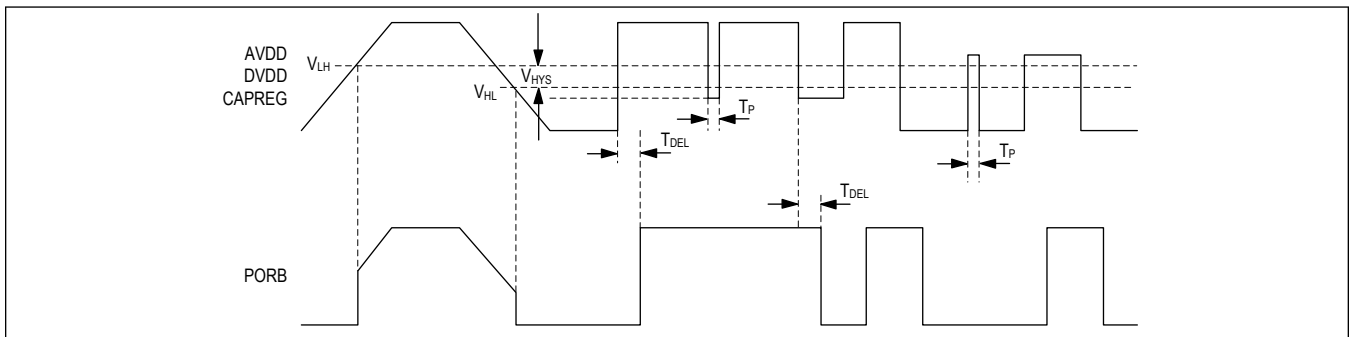 AVDD
DVDD
CAPREG
VLH
VHYS
VHL
TP
TDEL
TDEL
TP
PORB